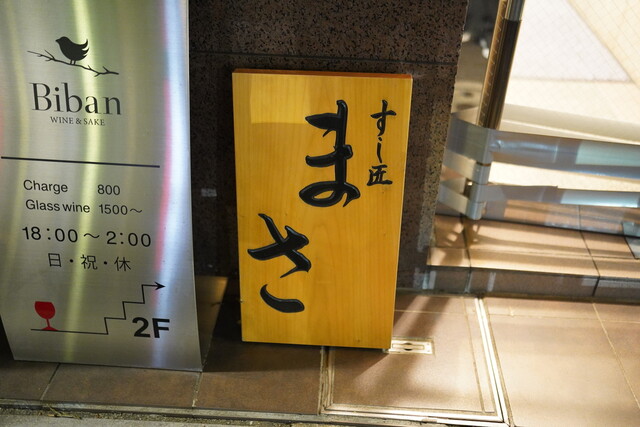 Biban
WINE & SAKE
Charge 800
Glass wine 1500～
18:00～2:00
日・祝・休
2F
すし匠
まさ